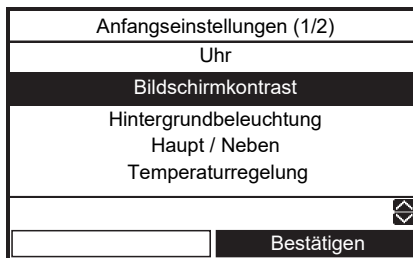 Anfangseinstellungen (1/2)
Uhr
Bildschirmkontrast
Hintergrundbeleuchtung
Haupt / Neben
Temperaturregelung
Bestätigen